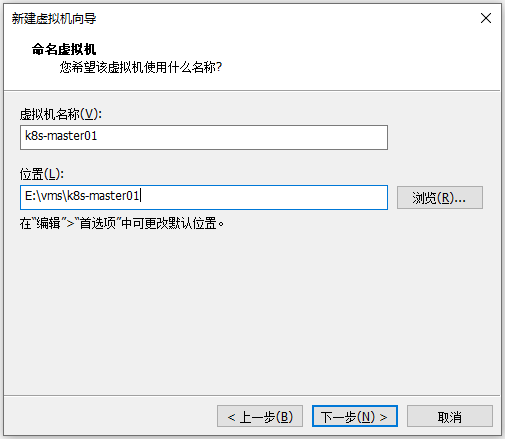 新建虚拟机向导
命名虚拟机
您希望该虚拟机使用什么名称?
虚拟机名称(V):
k8s-master01
位置(L):
E:\vms\k8s-master01
浏览(R)...
在“编辑”>“首选项”中可更改默认位置。
< 上一步(B)
下一步(N) >
取消